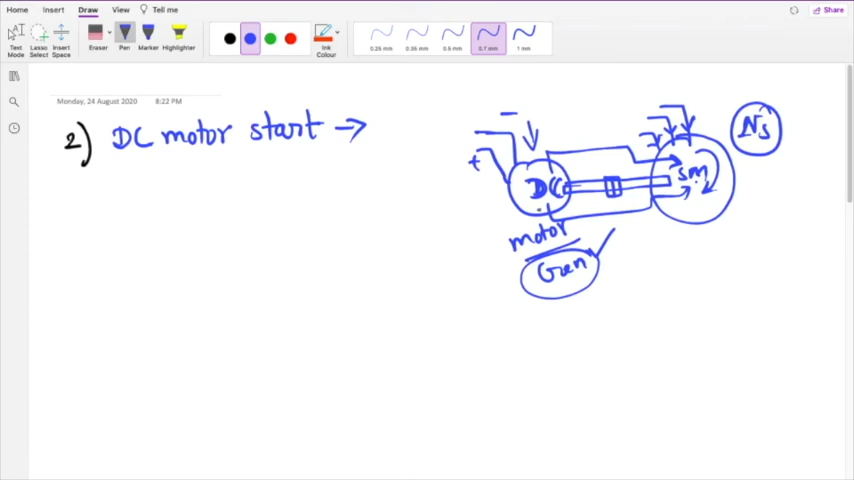 Home Insert Draw View Tell me Share
Text Mode
Lasso Select
Insert Space
Eraser
Pen
Marker
Highlighter
Ink Colour
0.25 mm
0.35 mm
0.5 mm
0.7 mm
1 mm
Monday, 24 August 2020 8:22 PM
2) DC motor start →
−
+
Ns
DC
SM
motor
Gen